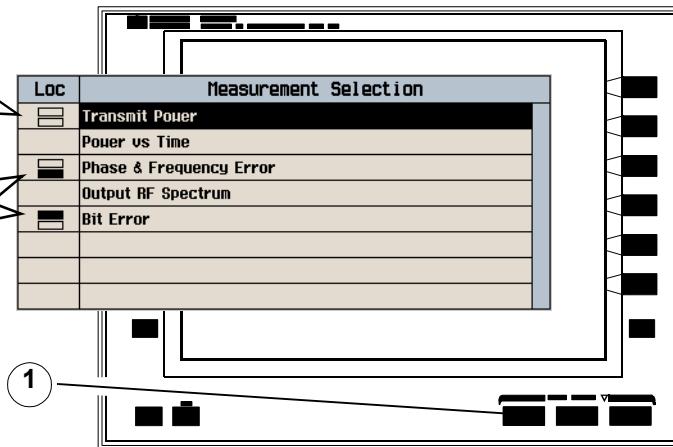 Loc Measurement Selection
Transmit Power
Power vs Time
Phase & Frequency Error
Output RF Spectrum
Bit Error
1